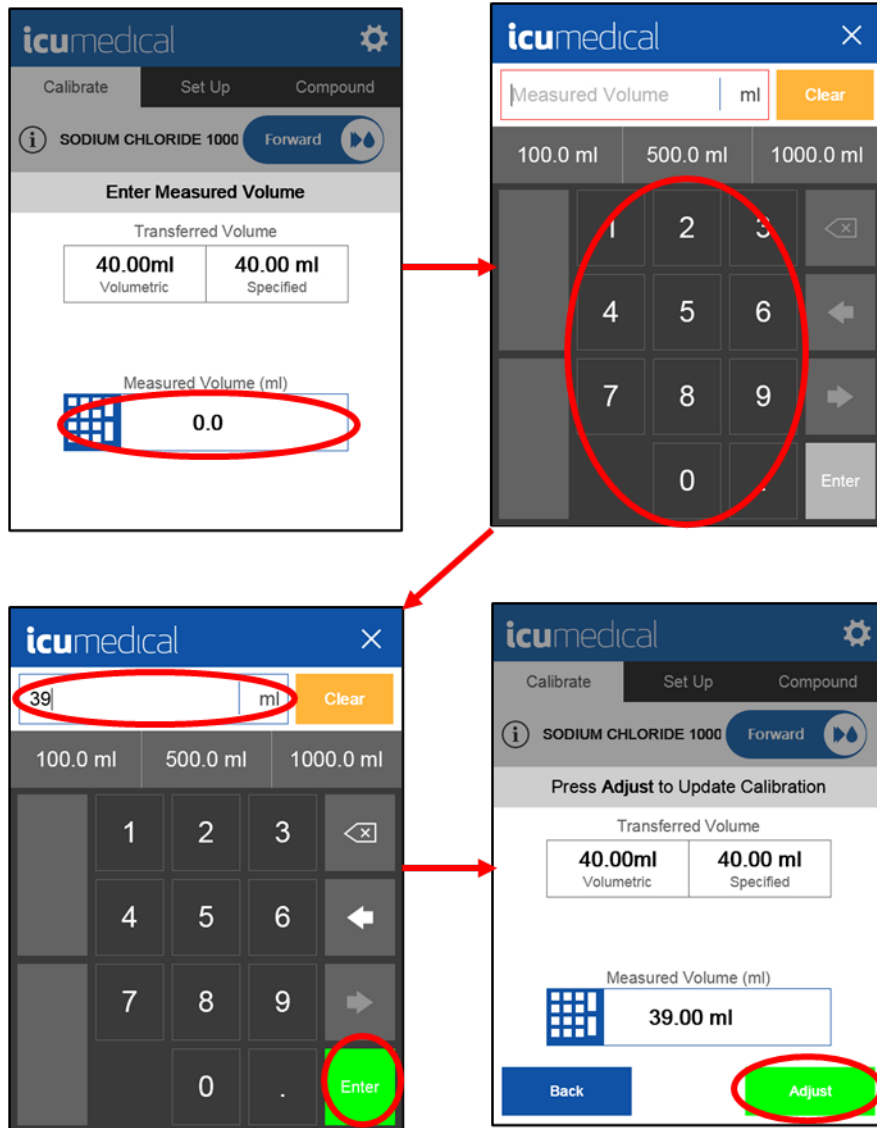 icumedical
Calibrate Set Up Compound
i SODIUM CHLORIDE 1000 Forward
Enter Measured Volume
Transferred Volume
40.00ml 40.00 ml
Volumetric Specified
Measured Volume (ml)
0.0
icumedical
Measured Volume ml Clear
100.0 ml 500.0 ml 1000.0 ml
1 2 3
4 5 6
7 8 9
0 . Enter
icumedical
39 ml Clear
100.0 ml 500.0 ml 1000.0 ml
1 2 3
4 5 6
7 8 9
0 . Enter
icumedical
Calibrate Set Up Compound
i SODIUM CHLORIDE 1000 Forward
Press Adjust to Update Calibration
Transferred Volume
40.00ml 40.00 ml
Volumetric Specified
Measured Volume (ml)
39.00 ml
Back Adjust